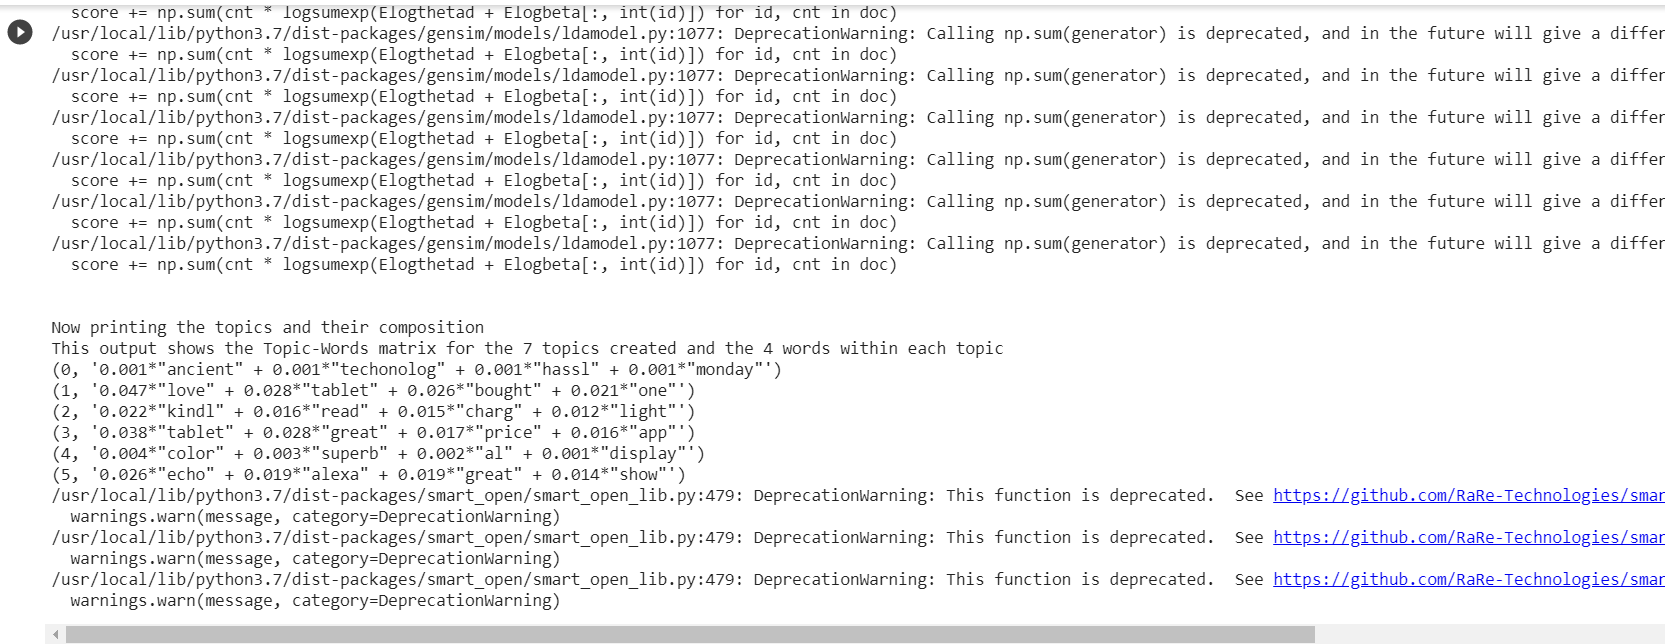 score += np.sum(cnt * logsumexp(Elogthetad + Elogbeta[:, int(id)]) for id, cnt in doc)
/usr/local/lib/python3.7/dist-packages/gensim/models/ldamodel.py:1077: DeprecationWarning: Calling np.sum(generator) is deprecated, and in the future will give a differ
score += np.sum(cnt * logsumexp(Elogthetad + Elogbeta[:, int(id)]) for id, cnt in doc)
/usr/local/lib/python3.7/dist-packages/gensim/models/ldamodel.py:1077: DeprecationWarning: Calling np.sum(generator) is deprecated, and in the future will give a differ
score += np.sum(cnt * logsumexp(Elogthetad + Elogbeta[:, int(id)]) for id, cnt in doc)
/usr/local/lib/python3.7/dist-packages/gensim/models/ldamodel.py:1077: DeprecationWarning: Calling np.sum(generator) is deprecated, and in the future will give a differ
score += np.sum(cnt * logsumexp(Elogthetad + Elogbeta[:, int(id)]) for id, cnt in doc)
/usr/local/lib/python3.7/dist-packages/gensim/models/ldamodel.py:1077: DeprecationWarning: Calling np.sum(generator) is deprecated, and in the future will give a differ
score += np.sum(cnt * logsumexp(Elogthetad + Elogbeta[:, int(id)]) for id, cnt in doc)
/usr/local/lib/python3.7/dist-packages/gensim/models/ldamodel.py:1077: DeprecationWarning: Calling np.sum(generator) is deprecated, and in the future will give a differ
score += np.sum(cnt * logsumexp(Elogthetad + Elogbeta[:, int(id)]) for id, cnt in doc)
/usr/local/lib/python3.7/dist-packages/gensim/models/ldamodel.py:1077: DeprecationWarning: Calling np.sum(generator) is deprecated, and in the future will give a differ
score += np.sum(cnt * logsumexp(Elogthetad + Elogbeta[:, int(id)]) for id, cnt in doc)
Now printing the topics and their composition
This output shows the Topic-Words matrix for the 7 topics created and the 4 words within each topic
(0, '0.001*"ancient" + 0.001*"techonolog" + 0.001*"hassl" + 0.001*"monday"')
(1, '0.047*"love" + 0.028*"tablet" + 0.026*"bought" + 0.021*"one"')
(2, '0.022*"kindl" + 0.016*"read" + 0.015*"charg" + 0.012*"light"')
(3, '0.038*"tablet" + 0.028*"great" + 0.017*"price" + 0.016*"app"')
(4, '0.004*"color" + 0.003*"superb" + 0.002*"al" + 0.001*"display"')
(5, '0.026*"echo" + 0.019*"alexa" + 0.019*"great" + 0.014*"show"')
/usr/local/lib/python3.7/dist-packages/smart_open/smart_open_lib.py:479: DeprecationWarning: This function is deprecated.  See https://github.com/RaRe-Technologies/smar
warnings.warn(message, category=DeprecationWarning)
/usr/local/lib/python3.7/dist-packages/smart_open/smart_open_lib.py:479: DeprecationWarning: This function is deprecated.  See https://github.com/RaRe-Technologies/smar
warnings.warn(message, category=DeprecationWarning)
/usr/local/lib/python3.7/dist-packages/smart_open/smart_open_lib.py:479: DeprecationWarning: This function is deprecated.  See https://github.com/RaRe-Technologies/smar
warnings.warn(message, category=DeprecationWarning)